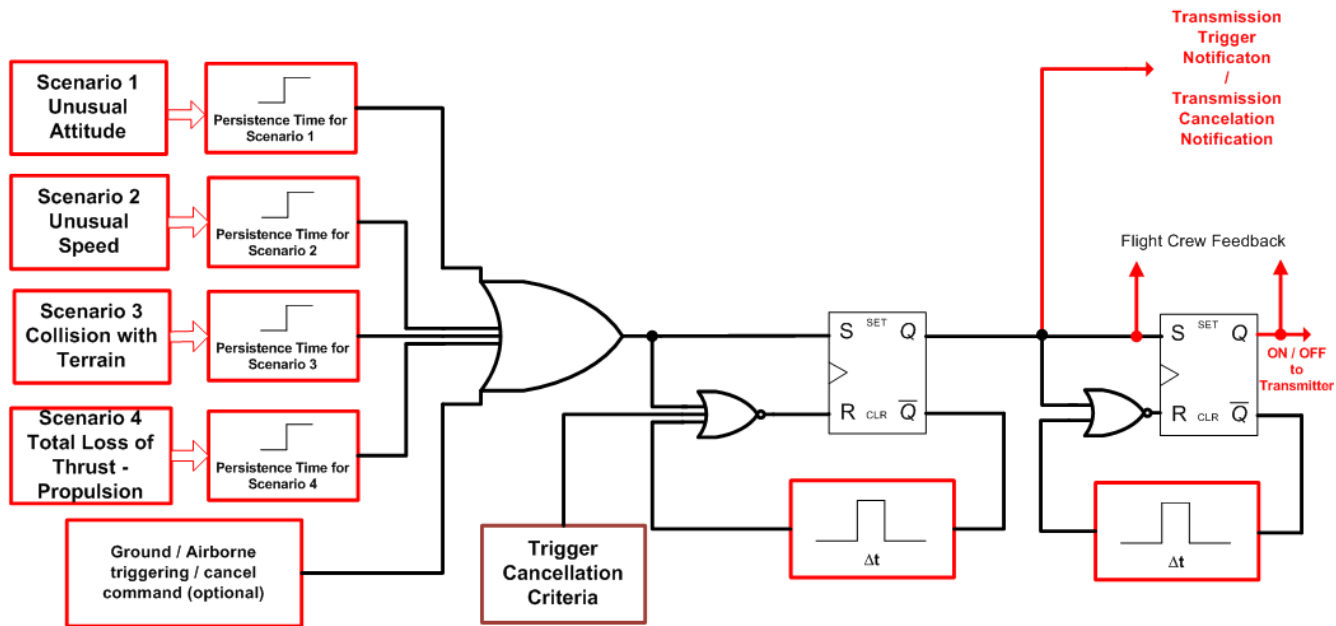 Scenario 1
Unusual
Attitude
Persistence Time for
Scenario 1
Scenario 2
Unusual
Speed
Persistence Time for
Scenario 2
Scenario 3
Collision with
Terrain
Persistence Time for
Scenario 3
Scenario 4
Total Loss of
Thrust -
Propulsion
Persistence Time for
Scenario 4
Ground / Airborne
triggering / cancel
command (optional)
Trigger
Cancellation
Criteria
S SET Q
R CLR Q̅
Δt
Transmission
Trigger
Notificaton
/
Transmission
Cancelation
Notification
Flight Crew Feedback
S SET Q
R CLR Q̅
ON / OFF
to
Transmitter
Δt